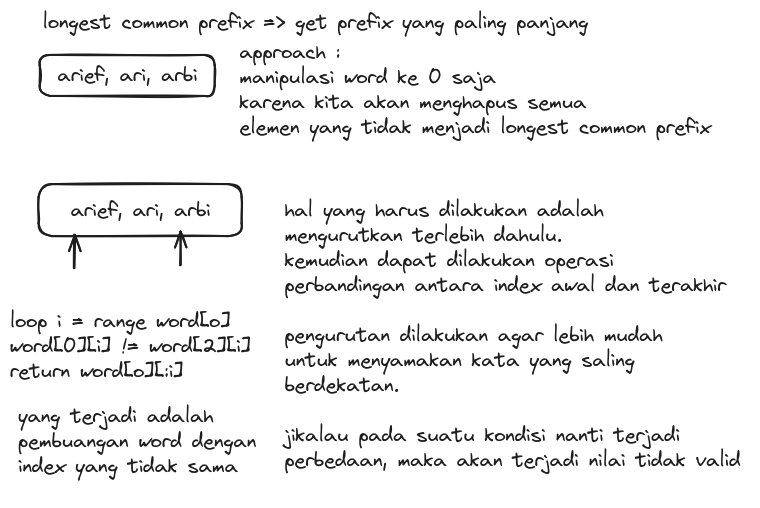 longest common prefix => get prefix yang paling panjang
arief, ari, arbi
approach :
manipulasi word ke 0 saja
karena kita akan menghapus semua
elemen yang tidak menjadi longest common prefix
arief, ari, arbi
hal yang harus dilakukan adalah
mengurutkan terlebih dahulu.
kemudian dapat dilakukan operasi
perbandingan antara index awal dan terakhir
loop i = range word[o]
word[0][i] != word[2][i]
return word[o][:i]
pengurutan dilakukan agar lebih mudah
untuk menyamakan kata yang saling
berdekatan.
yang terjadi adalah
pembuangan word dengan
index yang tidak sama
jikalau pada suatu kondisi nanti terjadi
perbedaan, maka akan terjadi nilai tidak valid